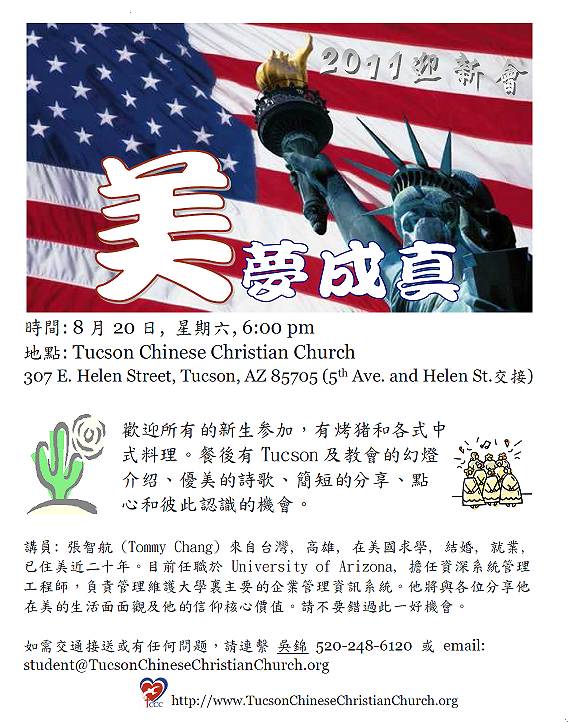 2011迎新會
美夢成真
時間: 8 月 20 日, 星期六, 6:00 pm
地點: Tucson Chinese Christian Church
307 E. Helen Street, Tucson, AZ 85705 (5th Ave. and Helen St.交接)
歡迎所有的新生參加，有烤豬和各式中
式料理。餐後有 Tucson 及教會的幻燈
介绍、優美的詩歌、簡短的分享、點
心和彼此認識的機會。
講員: 張智航 (Tommy Chang) 來自台灣, 高雄, 在美國求學, 結婚, 就業,
已住美近二十年。目前任職於 University of Arizona, 擔任資深系統管理
工程師，負責管理維護大學裏主要的企業管理資訊系統。他將與各位分享他
在美的生活面面觀及他的信仰核心價值。請不要錯過此一好機會。
如需交通接送或有任何問題，請連繫 吳錦 520-248-6120 或 email:
student@TucsonChineseChristianChurch.org
TCCC
http://www.TucsonChineseChristianChurch.org